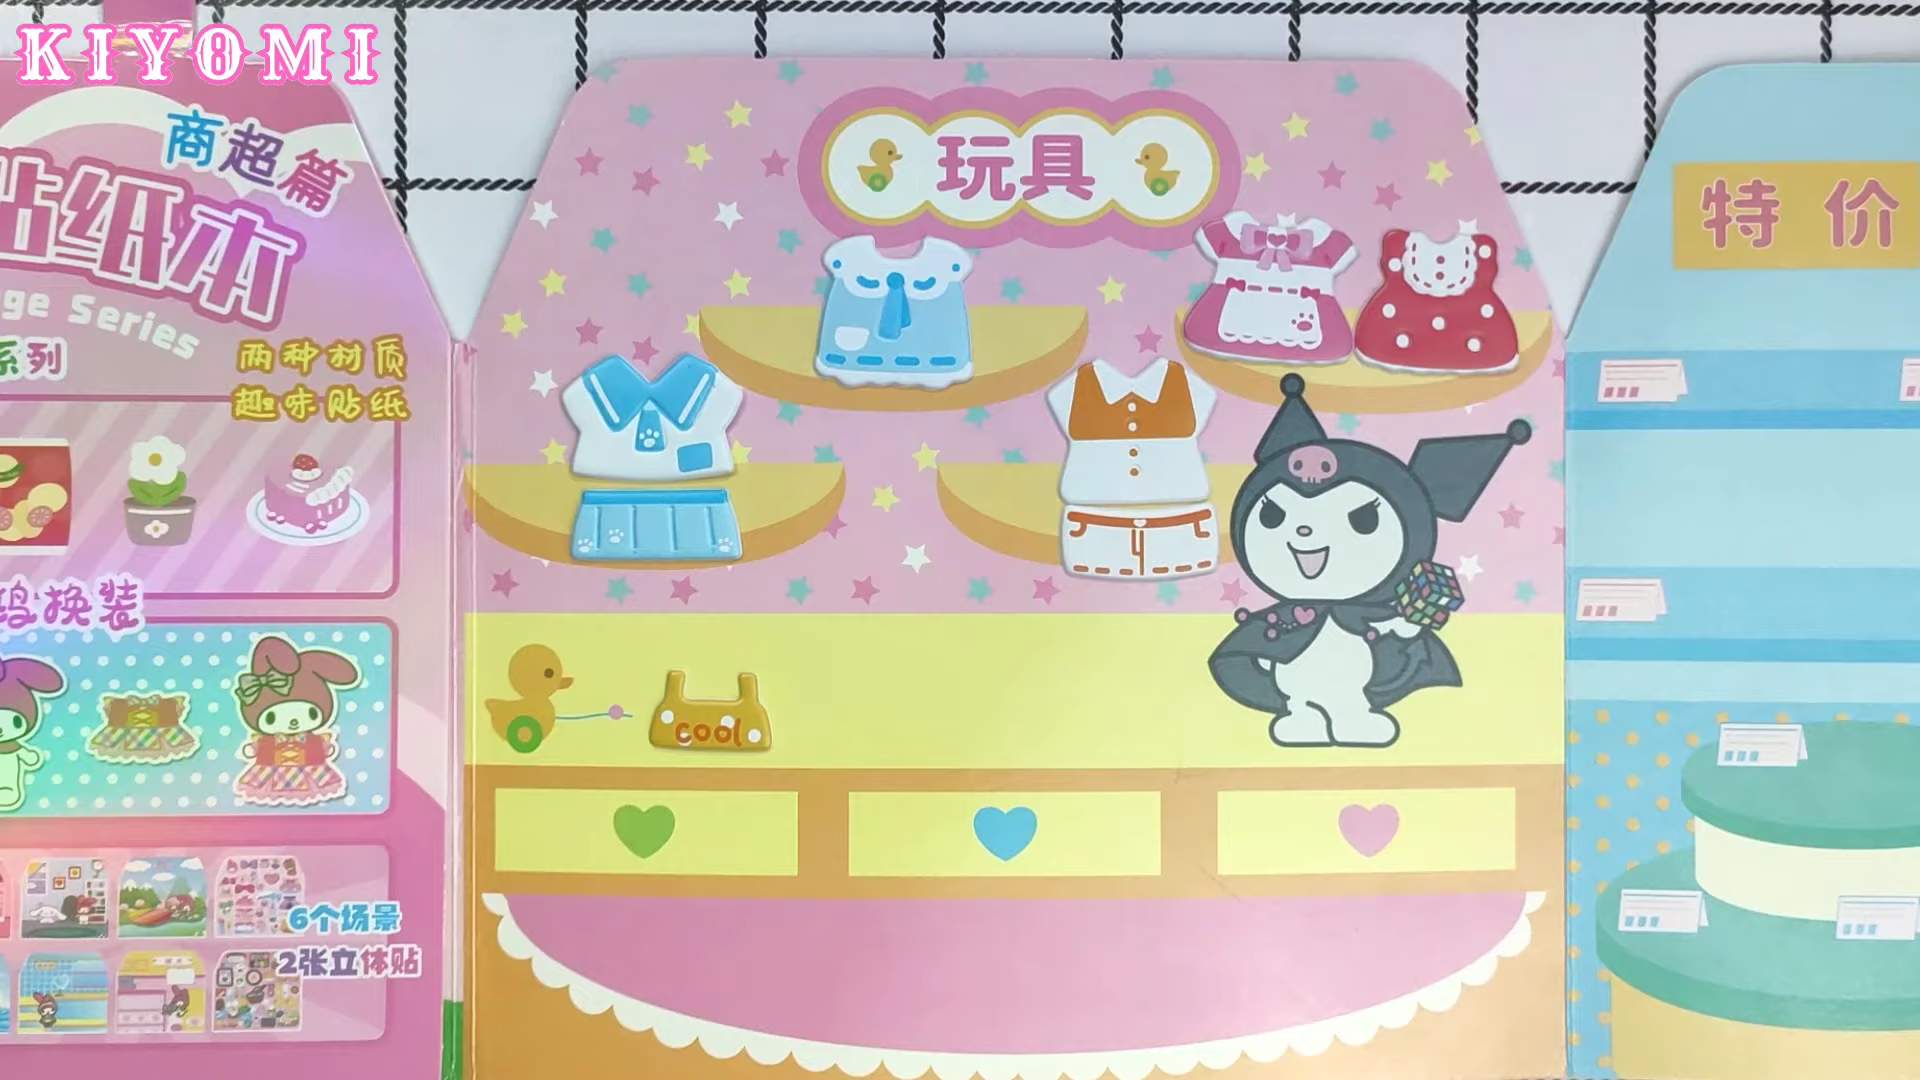 KIYOMI
商超篇
贴纸本
ge Series
系列
两种材质
趣味贴纸
换装
6个场景
2张立体贴
玩具
cool
特价